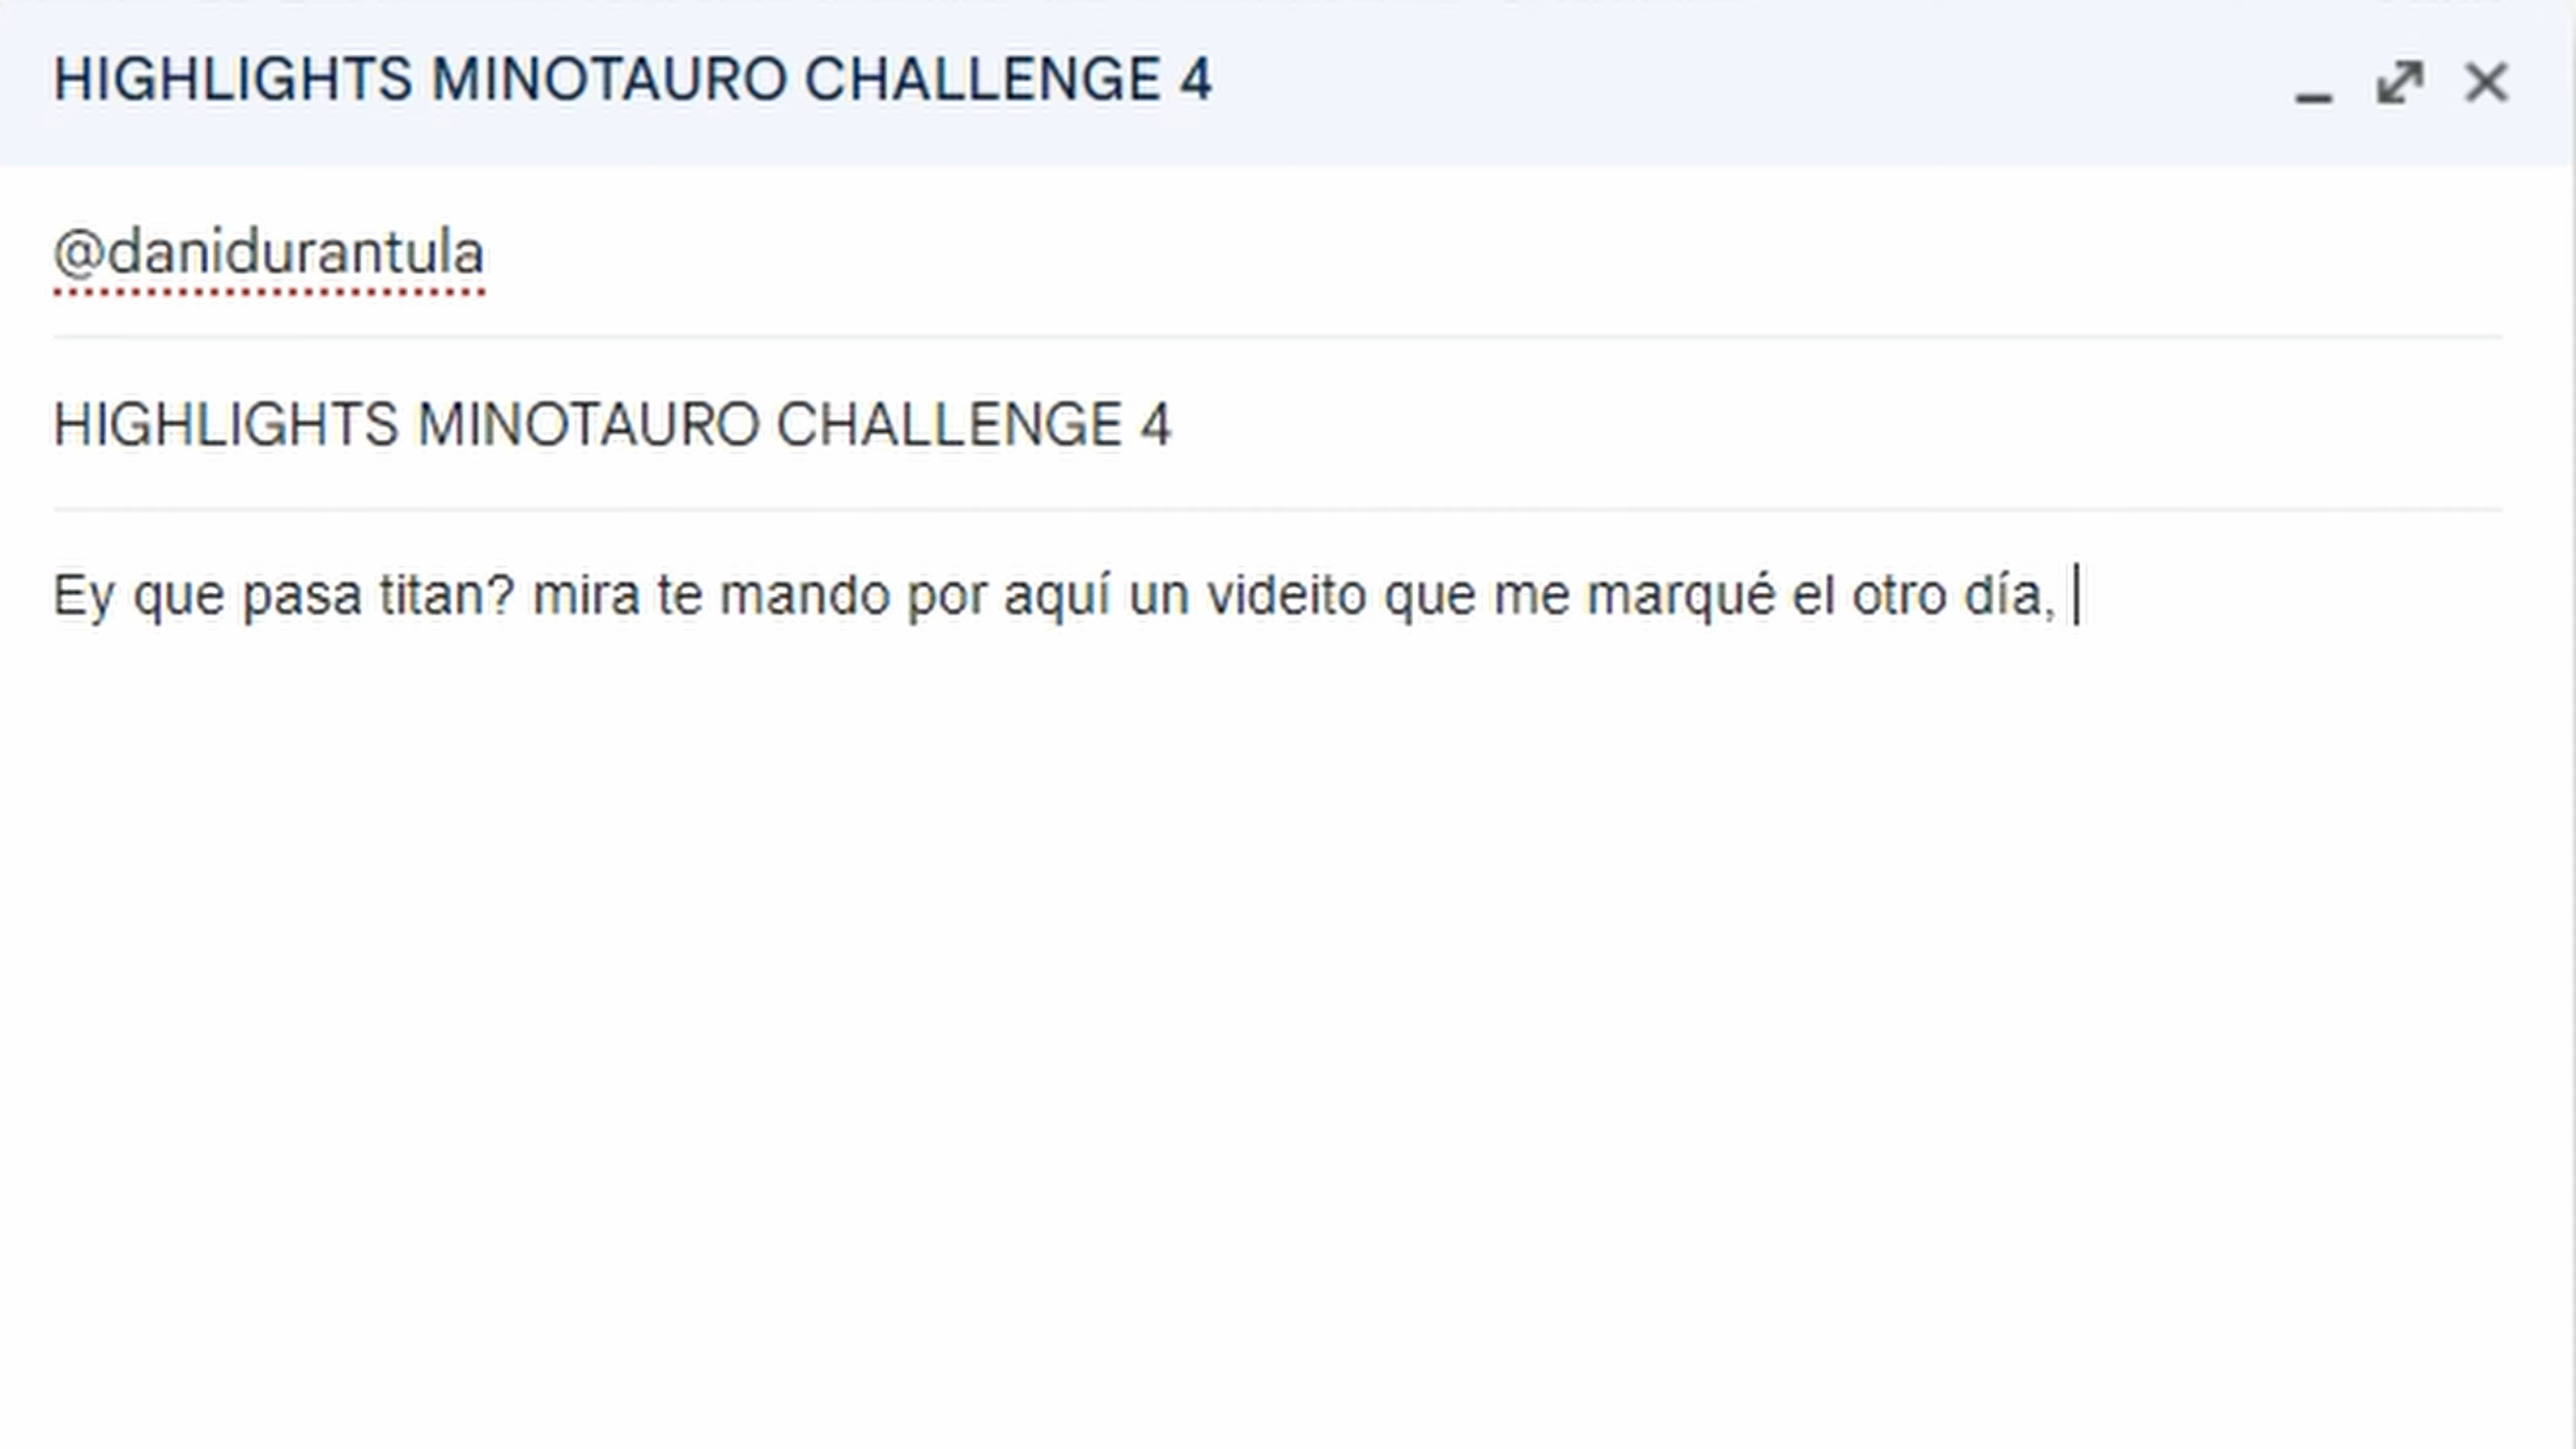 HIGHLIGHTS MINOTAURO CHALLENGE 4
@danidurantula
HIGHLIGHTS MINOTAURO CHALLENGE 4
Ey que pasa titan? mira te mando por aquí un videito que me marqué el otro día,